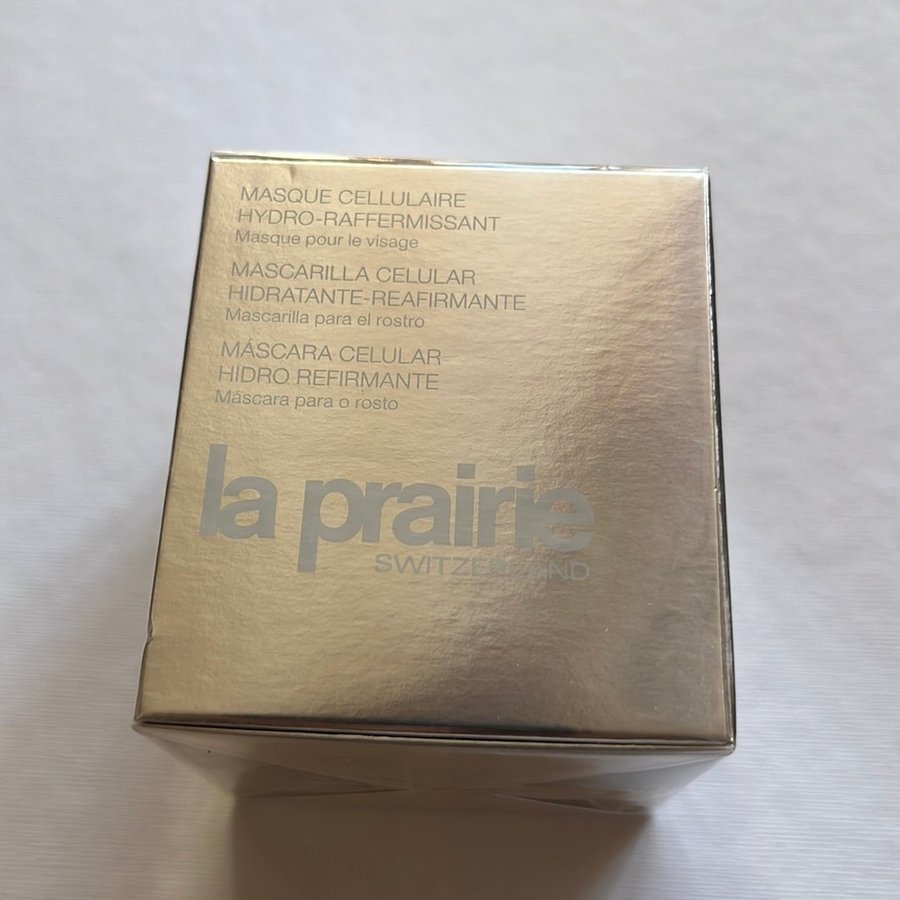 MASQUE CELLULAIRE
HYDRO-RAFFERMISSANT
Masque pour le visage
MASCARILLA CELULAR
HIDRATANTE-REAFIRMANTE
Mascarilla para el rostro
MÁSCARA CELULAR
HIDRO REFIRMANTE
Máscara para o rosto
la prairie
SWITZERLAND